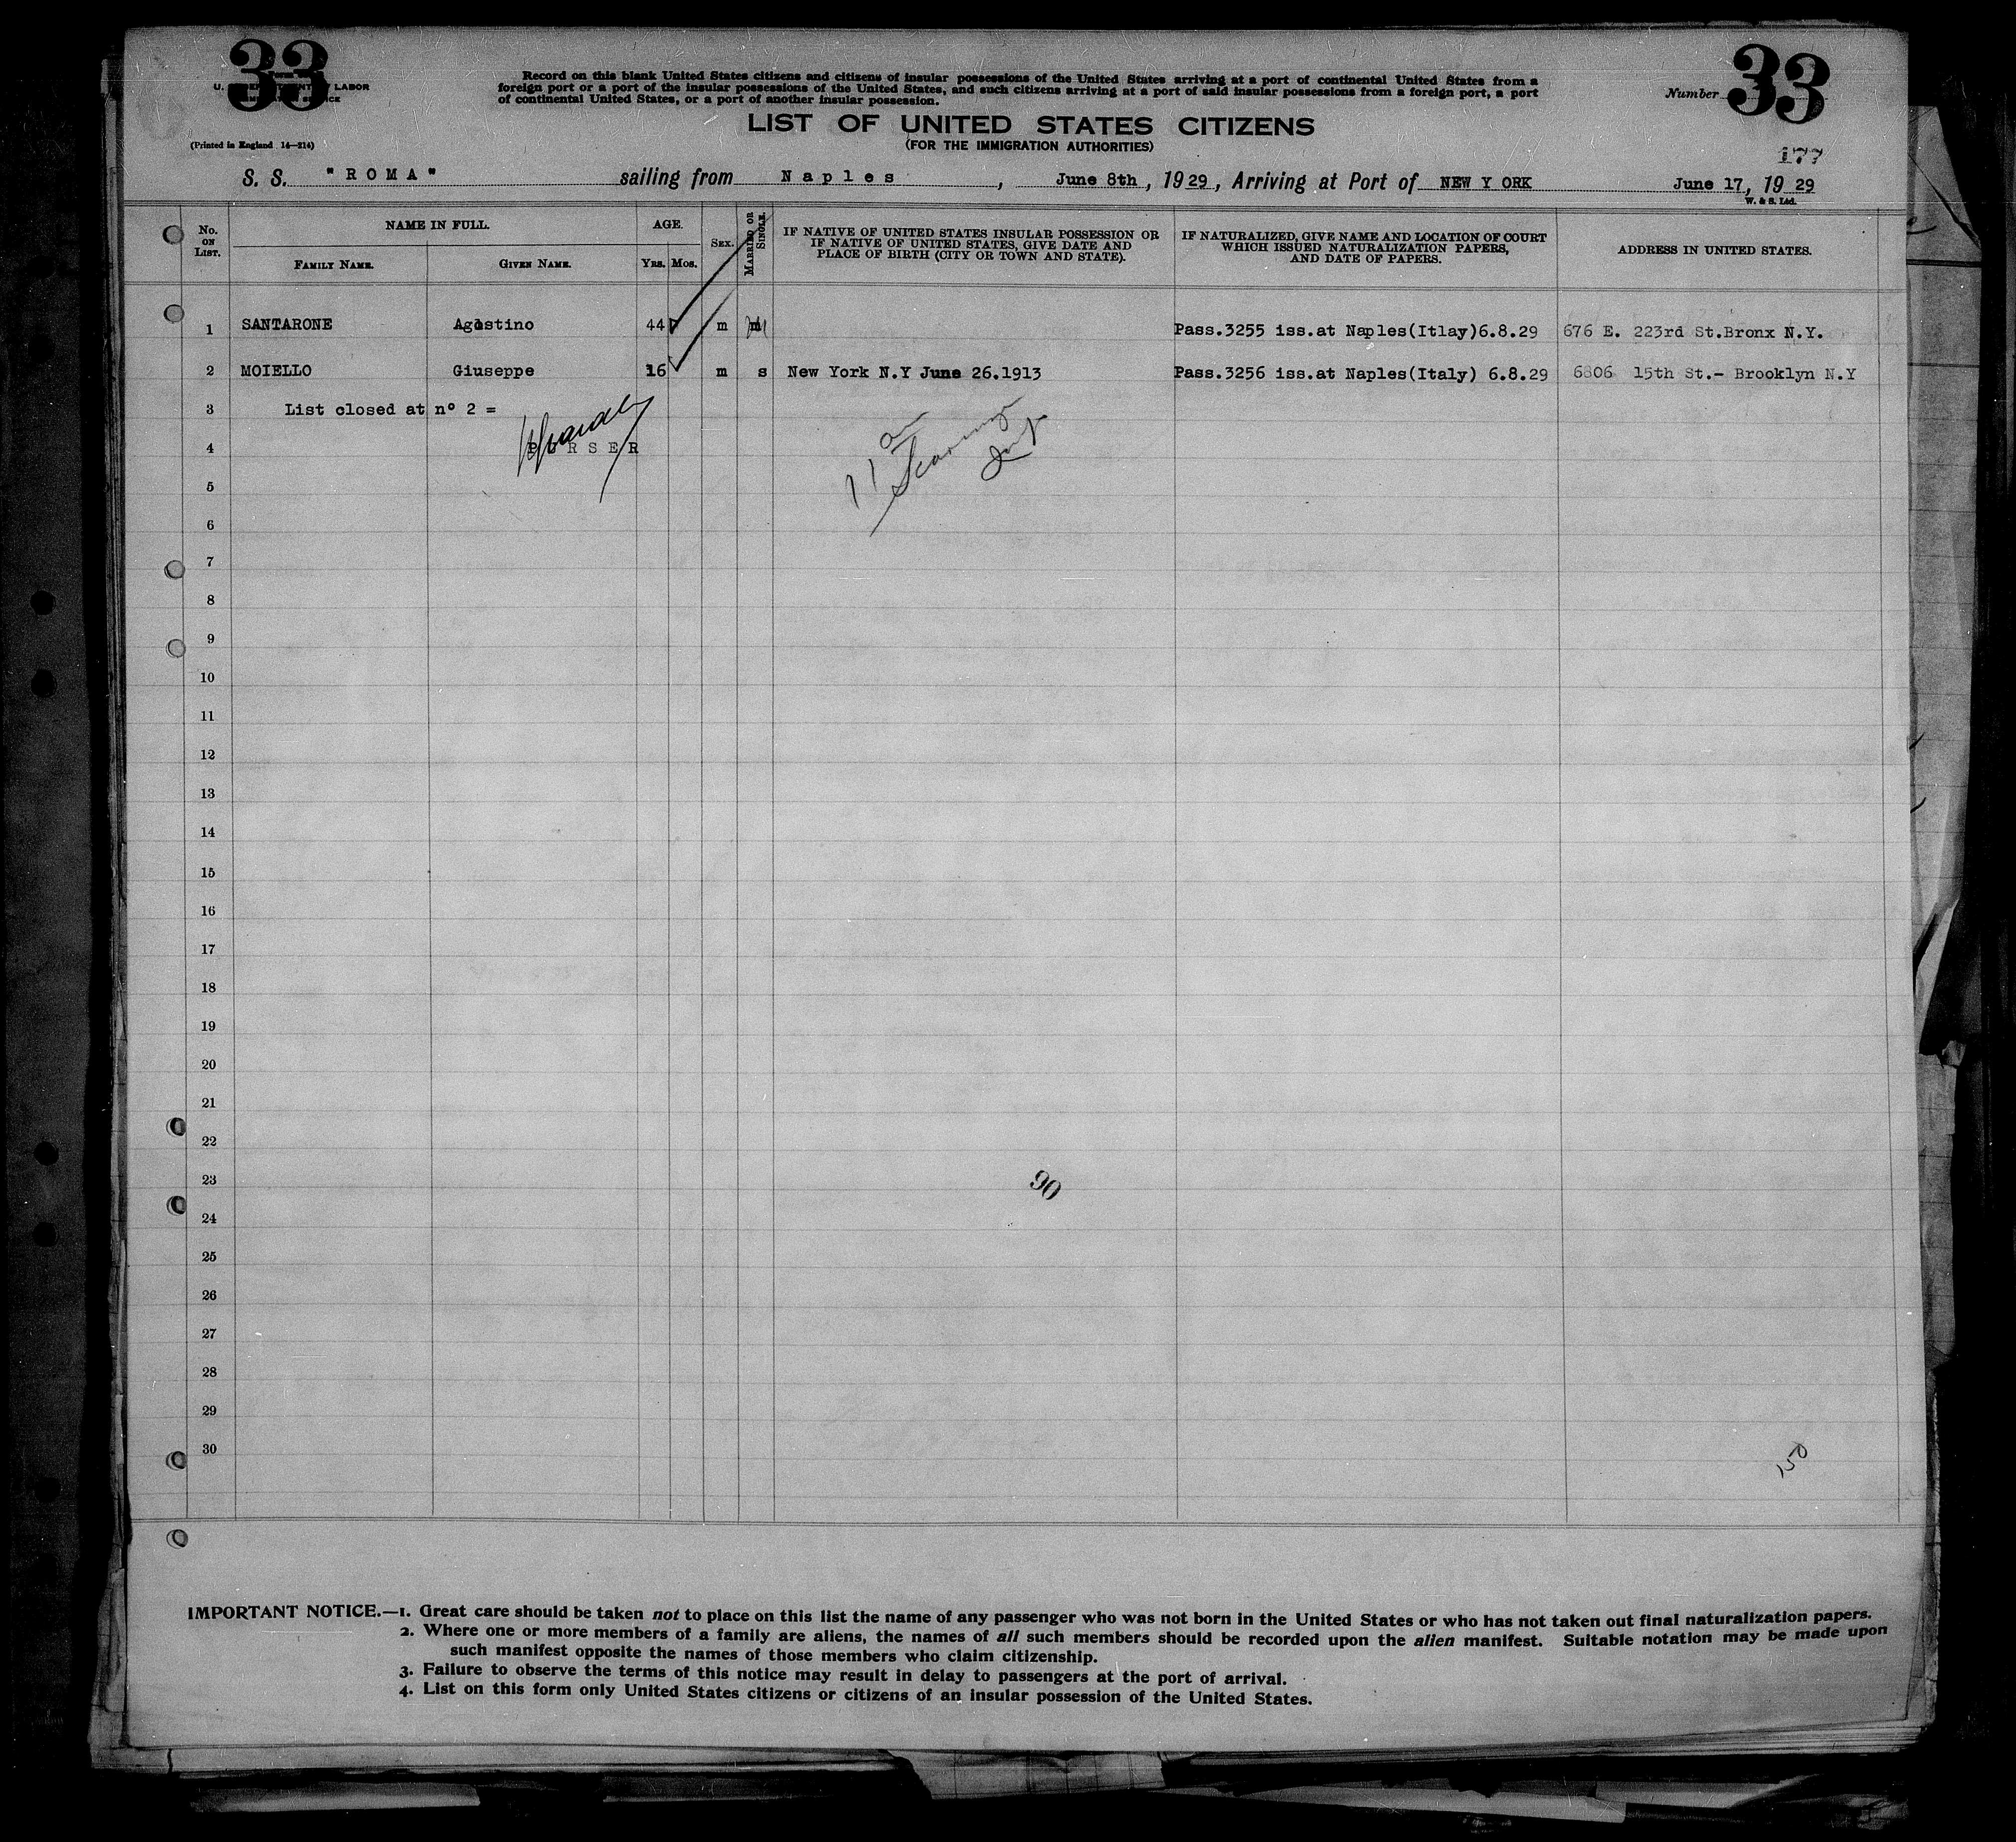 33
33
U. S. DEPARTMENT OF LABOR
Record on this blank United States citizens and citizens of insular possessions of the United States arriving at a port of continental United States from a
foreign port or a port of the insular possessions of the United States, and such citizens arriving at a port of said insular possessions from a foreign port, a port
of continental United States, or a port of another insular possession.
Number
LIST OF UNITED STATES CITIZENS
(FOR THE IMMIGRATION AUTHORITIES)
(Printed in England 14—214)
177
S. S. "ROMA" sailing from Naples, June 8th, 1929, Arriving at Port of NEW Y ORK June 17, 1929
W. & S. Ltd.
No. ON LIST. NAME IN FULL. AGE. SEX. MARRIED OR SINGLE. IF NATIVE OF UNITED STATES INSULAR POSSESSION OR IF NATIVE OF UNITED STATES, GIVE DATE AND PLACE OF BIRTH (CITY OR TOWN AND STATE). IF NATURALIZED, GIVE NAME AND LOCATION OF COURT WHICH ISSUED NATURALIZATION PAPERS, AND DATE OF PAPERS. ADDRESS IN UNITED STATES.
FAMILY NAME. GIVEN NAME. YRS. MOS.
1 SANTARONE Agostino 44 m m Pass.3255 iss.at Naples(Itlay)6.8.29 676 E. 223rd St.Bronx N.Y.
2 MOIELLO Giuseppe 16 m s New York N.Y June 26.1913 Pass.3256 iss.at Naples(Italy) 6.8.29 6806 15th St.- Brooklyn N.Y
3 List closed at nº 2 =
4 PURSER
5
6
7
8
9
10
11
12
13
14
15
16
17
18
19
20
21
22
23
90
24
25
26
27
28
29
30
150
IMPORTANT NOTICE.—1. Great care should be taken not to place on this list the name of any passenger who was not born in the United States or who has not taken out final naturalization papers.
2. Where one or more members of a family are aliens, the names of all such members should be recorded upon the alien manifest. Suitable notation may be made upon
such manifest opposite the names of those members who claim citizenship.
3. Failure to observe the terms of this notice may result in delay to passengers at the port of arrival.
4. List on this form only United States citizens or citizens of an insular possession of the United States.